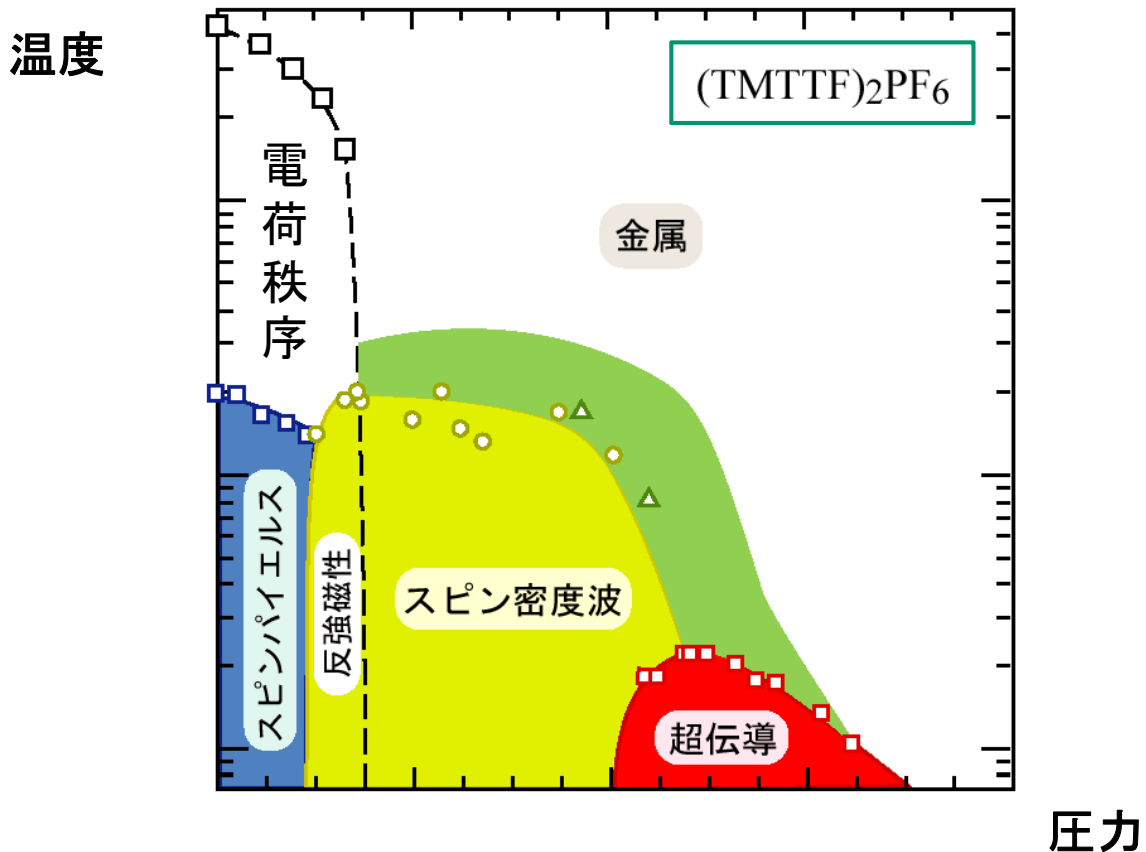 温度
(TMTTF)₂PF₆
電荷秩序
金属
スピンパイエルス
反強磁性
スピン密度波
超伝導
圧力